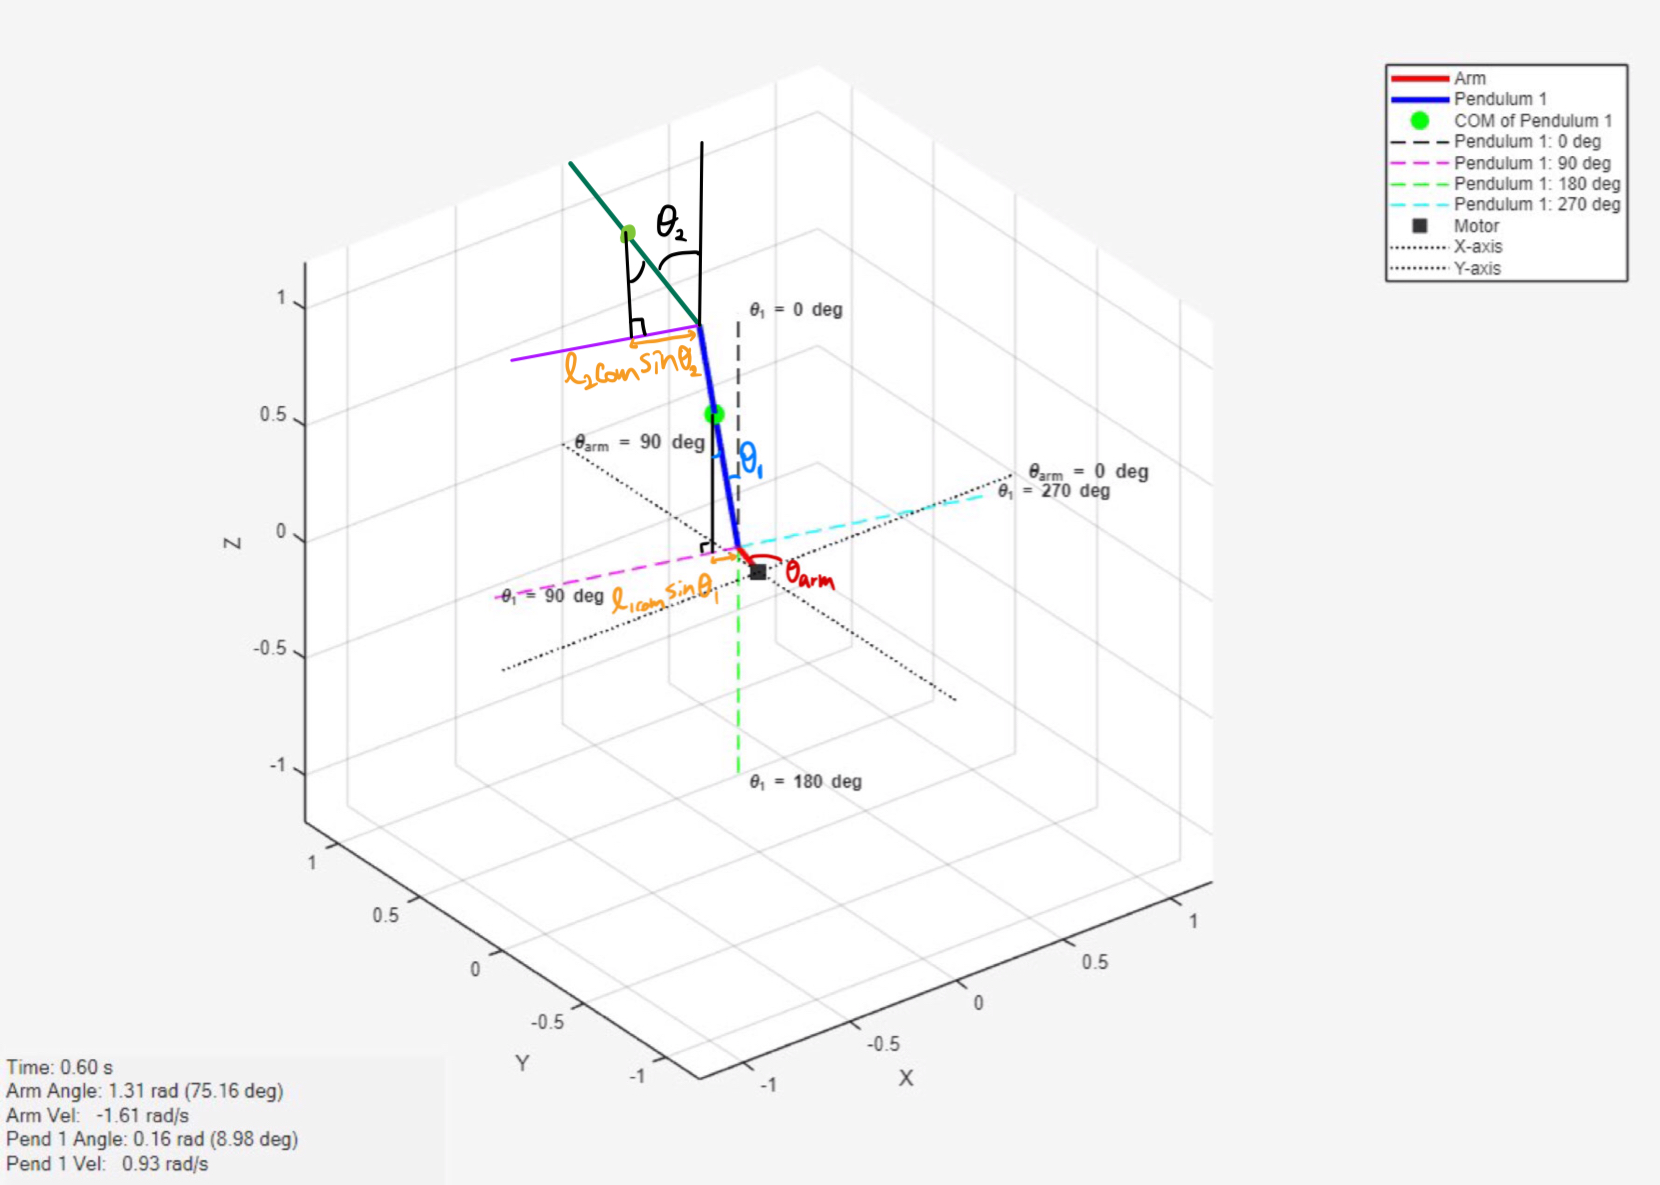 Arm
Pendulum 1
COM of Pendulum 1
Pendulum 1: 0 deg
Pendulum 1: 90 deg
Pendulum 1: 180 deg
Pendulum 1: 270 deg
Motor
X-axis
Y-axis
θ₂
θ₁ = 0 deg
l₂com sinθ₂
θarm = 90 deg
θ₁
θarm = 0 deg
θ₁ = 270 deg
θarm
θ₁ = 90 deg
l₁com sinθ₁
θ₁ = 180 deg
1
0.5
0
-0.5
-1
Z
1
0.5
0
-0.5
-1
Y
1
0.5
0
-0.5
-1
X
Time: 0.60 s
Arm Angle: 1.31 rad (75.16 deg)
Arm Vel: -1.61 rad/s
Pend 1 Angle: 0.16 rad (8.98 deg)
Pend 1 Vel: 0.93 rad/s